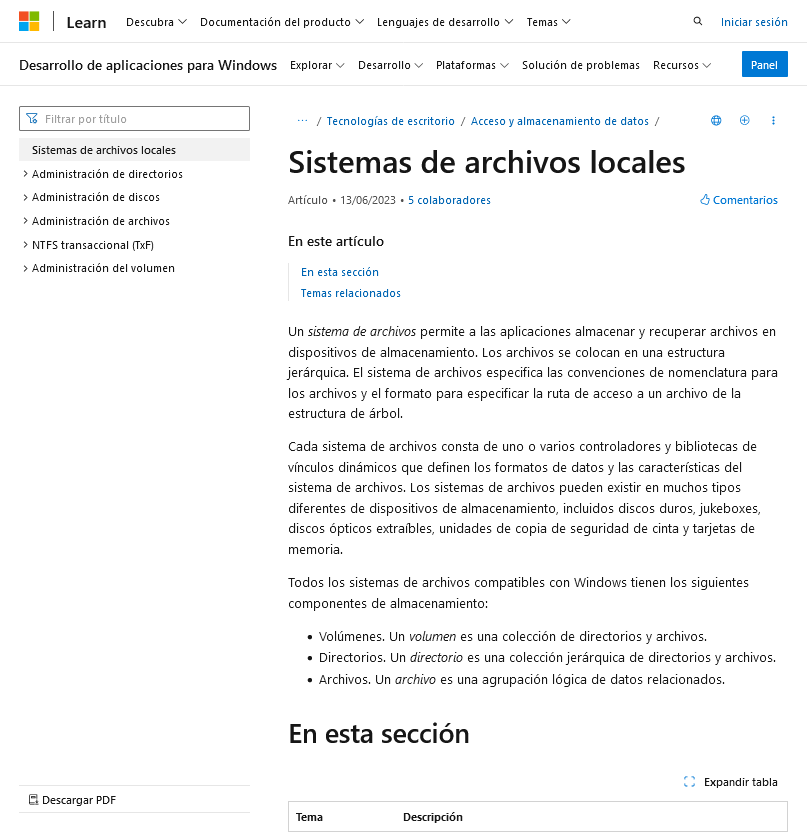 Learn
Descubra
Documentación del producto
Lenguajes de desarrollo
Temas
Iniciar sesión
Desarrollo de aplicaciones para Windows
Explorar
Desarrollo
Plataformas
Solución de problemas
Recursos
Panel
Filtrar por título
Sistemas de archivos locales
Administración de directorios
Administración de discos
Administración de archivos
NTFS transaccional (TxF)
Administración del volumen
Descargar PDF
··· / Tecnologías de escritorio / Acceso y almacenamiento de datos /
Sistemas de archivos locales
Artículo • 13/06/2023 • 5 colaboradores
Comentarios
En este artículo
En esta sección
Temas relacionados
Un sistema de archivos permite a las aplicaciones almacenar y recuperar archivos en
dispositivos de almacenamiento. Los archivos se colocan en una estructura
jerárquica. El sistema de archivos especifica las convenciones de nomenclatura para
los archivos y el formato para especificar la ruta de acceso a un archivo de la
estructura de árbol.
Cada sistema de archivos consta de uno o varios controladores y bibliotecas de
vínculos dinámicos que definen los formatos de datos y las características del
sistema de archivos. Los sistemas de archivos pueden existir en muchos tipos
diferentes de dispositivos de almacenamiento, incluidos discos duros, jukeboxes,
discos ópticos extraíbles, unidades de copia de seguridad de cinta y tarjetas de
memoria.
Todos los sistemas de archivos compatibles con Windows tienen los siguientes
componentes de almacenamiento:
• Volúmenes. Un volumen es una colección de directorios y archivos.
• Directorios. Un directorio es una colección jerárquica de directorios y archivos.
• Archivos. Un archivo es una agrupación lógica de datos relacionados.
En esta sección
Expandir tabla
Tema Descripción